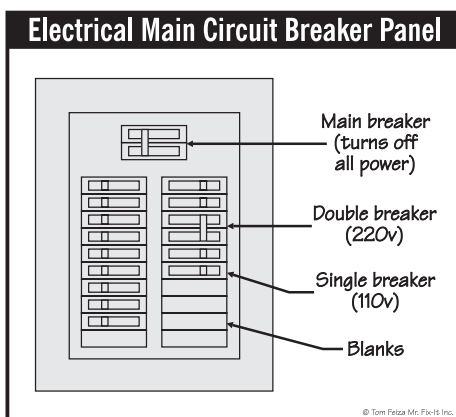 Electrical Main Circuit Breaker Panel
Main breaker
(turns off
all power)
Double breaker
(220v)
Single breaker
(110v)
Blanks
© Tom Feiza Mr. Fix-It Inc.